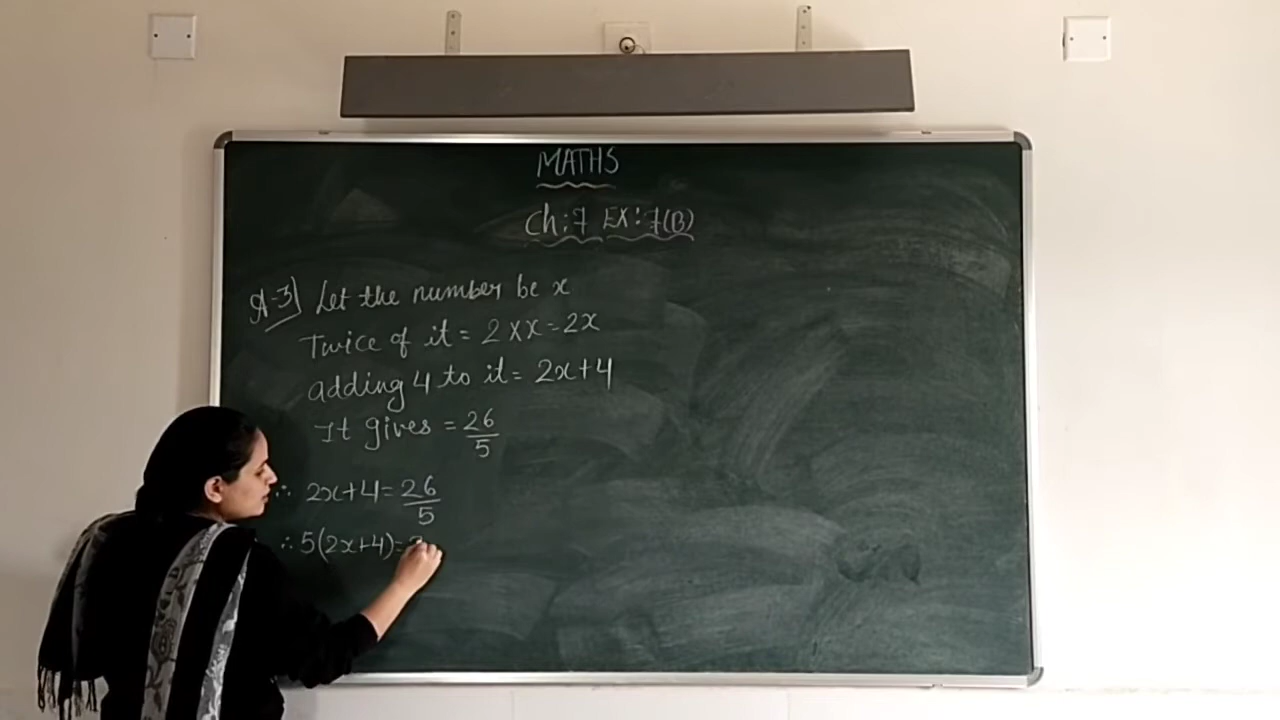 MATHS
Ch:7 EX:7(B)
A-3] Let the number be x
Twice of it = 2 × x = 2x
adding 4 to it = 2x+4
It gives = 26/5
∴ 2x+4 = 26/5
∴ 5(2x+4) = 2